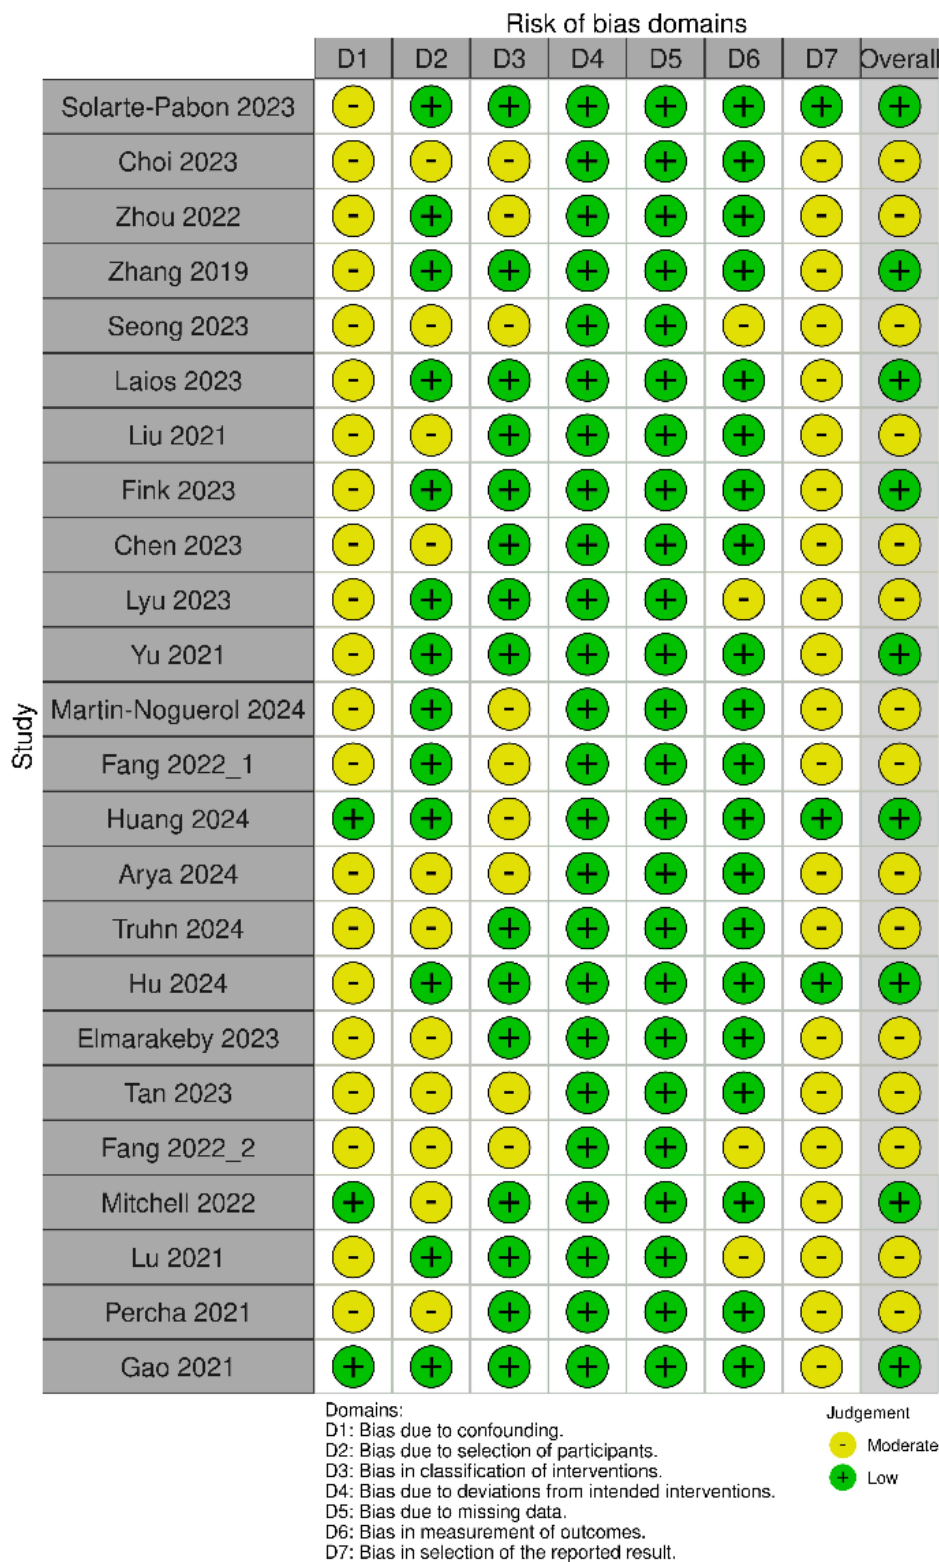 Risk of bias domains
D1 D2 D3 D4 D5 D6 D7 Overall
Solarte-Pabon 2023 - + + + + + + +
Choi 2023 - - - + + + - -
Zhou 2022 - + - + + + - -
Zhang 2019 - + + + + + - +
Seong 2023 - - - + + - - -
Laios 2023 - + + + + + - +
Liu 2021 - - + + + + - -
Fink 2023 - + + + + + - +
Chen 2023 - - + + + + - -
Lyu 2023 - + + + + - - -
Yu 2021 - + + + + + - +
Martin-Noguerol 2024 - + - + + + - -
Fang 2022_1 - + - + + + - -
Huang 2024 + + - + + + + +
Arya 2024 - - - + + + - -
Truhn 2024 - - + + + + - -
Hu 2024 - + + + + + + +
Elmarakeby 2023 - - + + + + - -
Tan 2023 - - - + + + - -
Fang 2022_2 - - - + + - - -
Mitchell 2022 + - + + + + - +
Lu 2021 - + + + + - - -
Percha 2021 - - + + + + - -
Gao 2021 + + + + + + - +
Study
Domains:
D1: Bias due to confounding.
D2: Bias due to selection of participants.
D3: Bias in classification of interventions.
D4: Bias due to deviations from intended interventions.
D5: Bias due to missing data.
D6: Bias in measurement of outcomes.
D7: Bias in selection of the reported result.
Judgement
- Moderate
+ Low